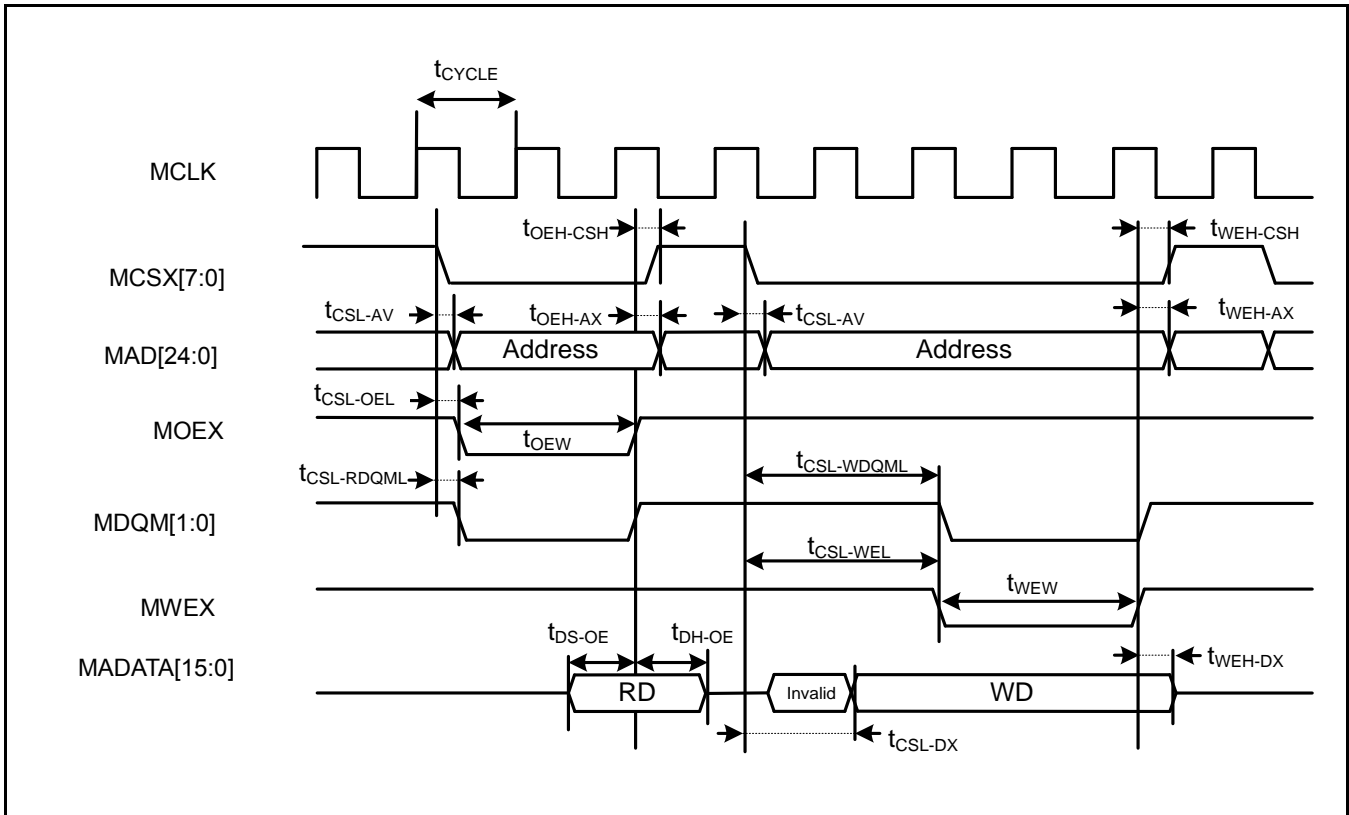 tCYCLE
MCLK
tOEH-CSH
tWEH-CSH
MCSX[7:0]
tCSL-AV
tOEH-AX
tCSL-AV
tWEH-AX
MAD[24:0]
Address
Address
tCSL-OEL
MOEX
tOEW
tCSL-RDQML
tCSL-WDQML
MDQM[1:0]
tCSL-WEL
MWEX
tWEW
tDS-OE
tDH-OE
MADATA[15:0]
tWEH-DX
RD
Invalid
WD
tCSL-DX